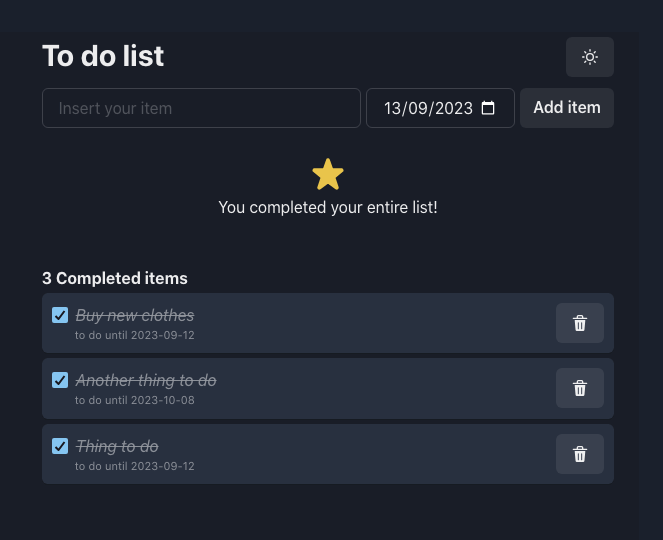 To do list
Insert your item
13/09/2023
Add item
You completed your entire list!
3 Completed items
Buy new clothes
to do until 2023-09-12
Another thing to do
to do until 2023-10-08
Thing to do
to do until 2023-09-12